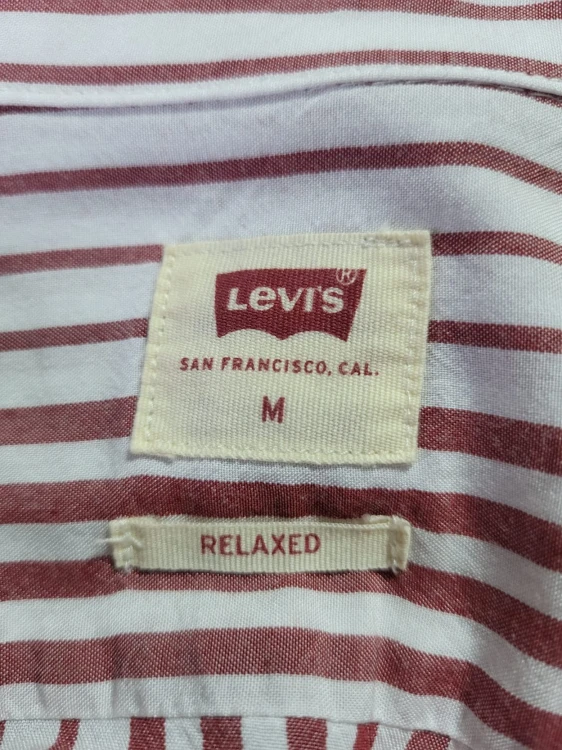 Levi's®
SAN FRANCISCO, CAL.
M
RELAXED